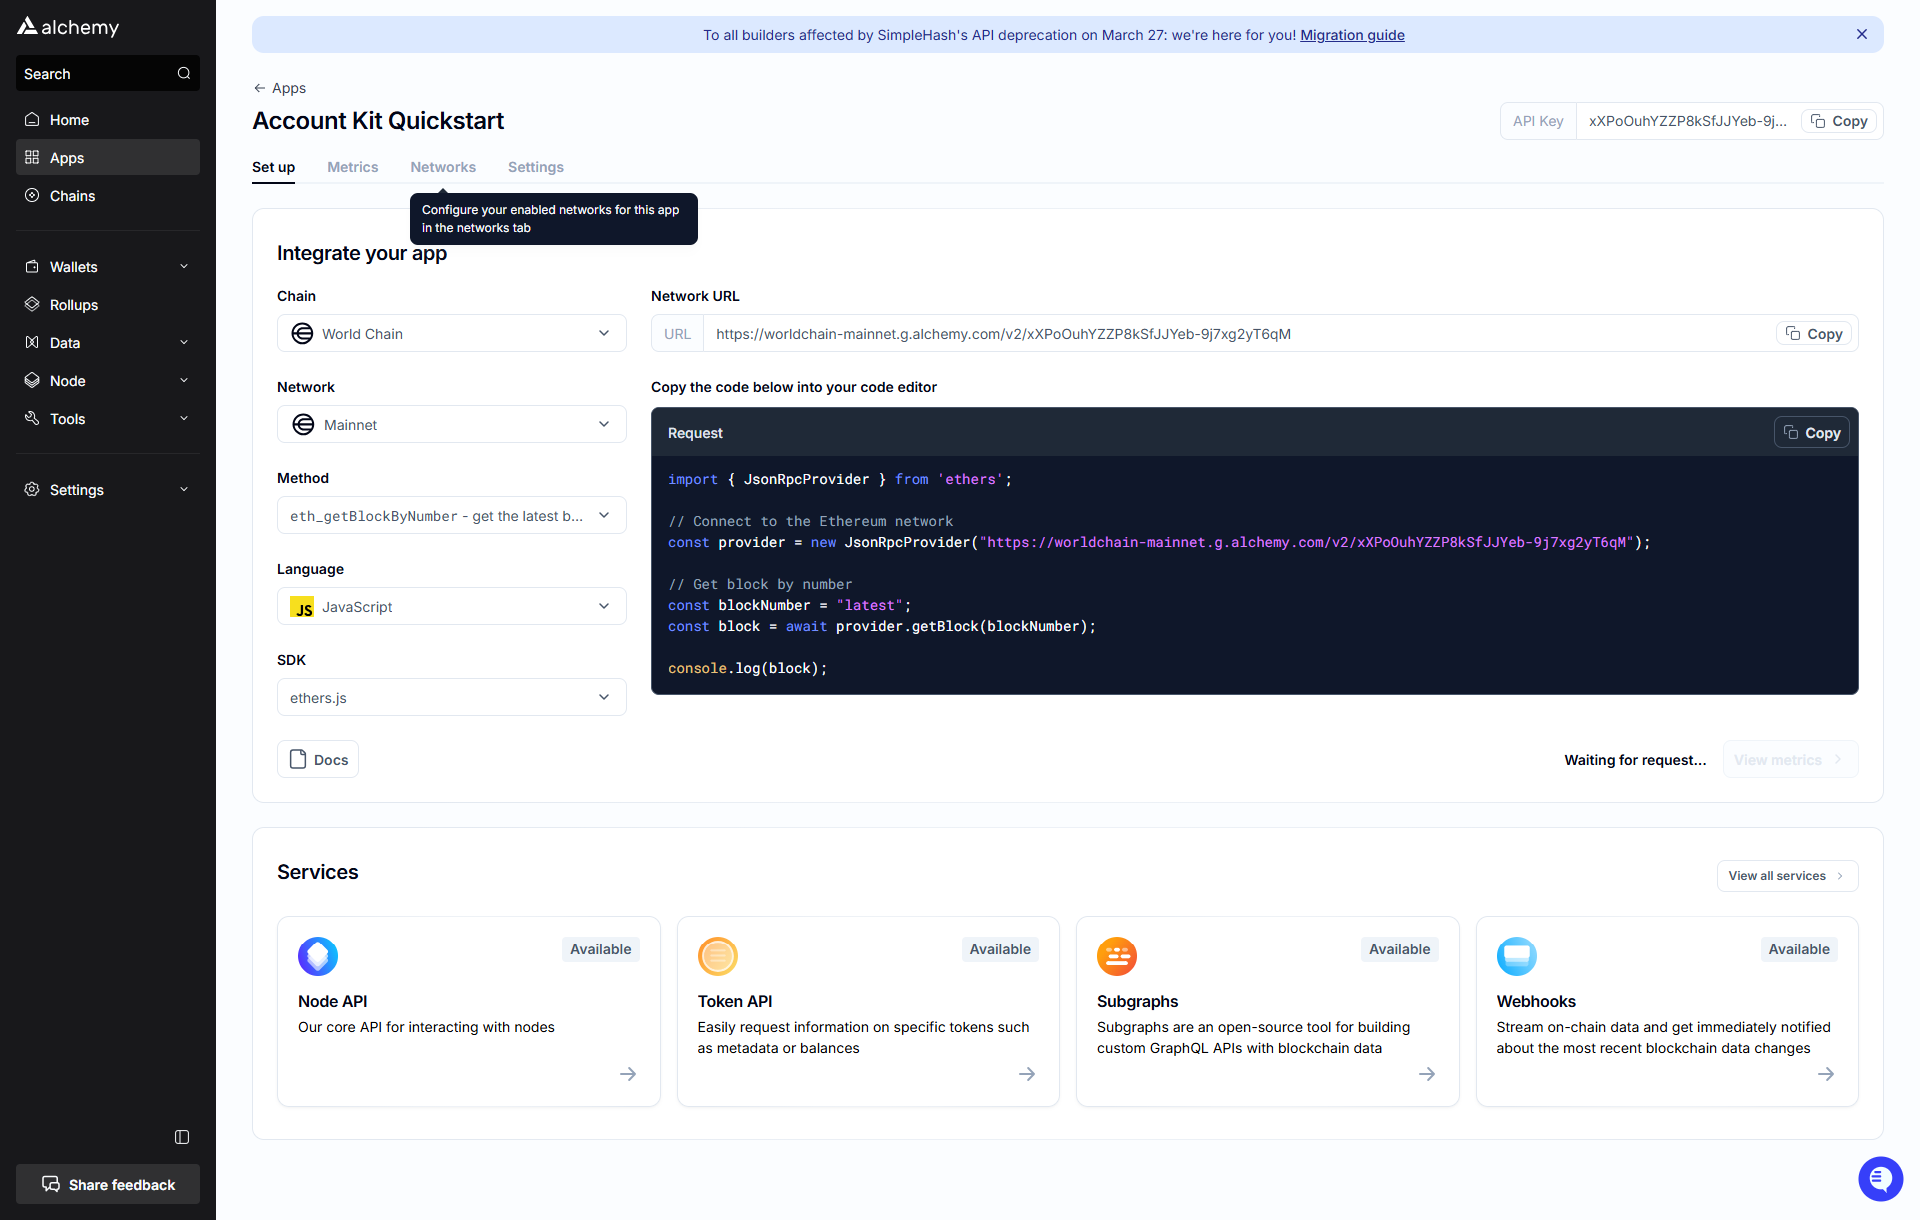 alchemy
Search
Home
Apps
Chains
Wallets
Rollups
Data
Node
Tools
Settings
Share feedback
To all builders affected by SimpleHash's API deprecation on March 27: we're here for you! Migration guide
← Apps
Account Kit Quickstart
API Key xXPoOuhYZZP8kSfJJYeb-9j... Copy
Set up Metrics Networks Settings
Configure your enabled networks for this app
in the networks tab
Integrate your app
Chain
World Chain
Network
Mainnet
Method
eth_getBlockByNumber - get the latest b...
Language
JS JavaScript
SDK
ethers.js
Docs
Network URL
URL https://worldchain-mainnet.g.alchemy.com/v2/xXPoOuhYZZP8kSfJJYeb-9j7xg2yT6qM Copy
Copy the code below into your code editor
Request Copy
import { JsonRpcProvider } from 'ethers';
// Connect to the Ethereum network
const provider = new JsonRpcProvider("https://worldchain-mainnet.g.alchemy.com/v2/xXPoOuhYZZP8kSfJJYeb-9j7xg2yT6qM");
// Get block by number
const blockNumber = "latest";
const block = await provider.getBlock(blockNumber);
console.log(block);
Waiting for request... View metrics
Services
View all services
Available
Node API
Our core API for interacting with nodes
Available
Token API
Easily request information on specific tokens such
as metadata or balances
Available
Subgraphs
Subgraphs are an open-source tool for building
custom GraphQL APIs with blockchain data
Available
Webhooks
Stream on-chain data and get immediately notified
about the most recent blockchain data changes